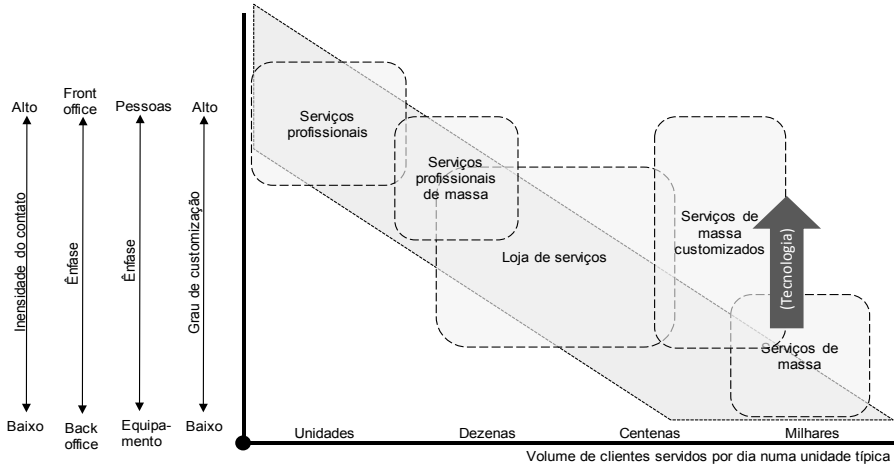 Alto
Front
office
Pessoas
Alto
Inensidade do contato
Ênfase
Ênfase
Grau de customização
Baixo
Back
office
Equipa-
mento
Baixo
Serviços
profissionais
Serviços
profissionais
de massa
Loja de serviços
Serviços de
massa
customizados
(Tecnologia)
Serviços de
massa
Unidades
Dezenas
Centenas
Milhares
Volume de clientes servidos por dia numa unidade típica